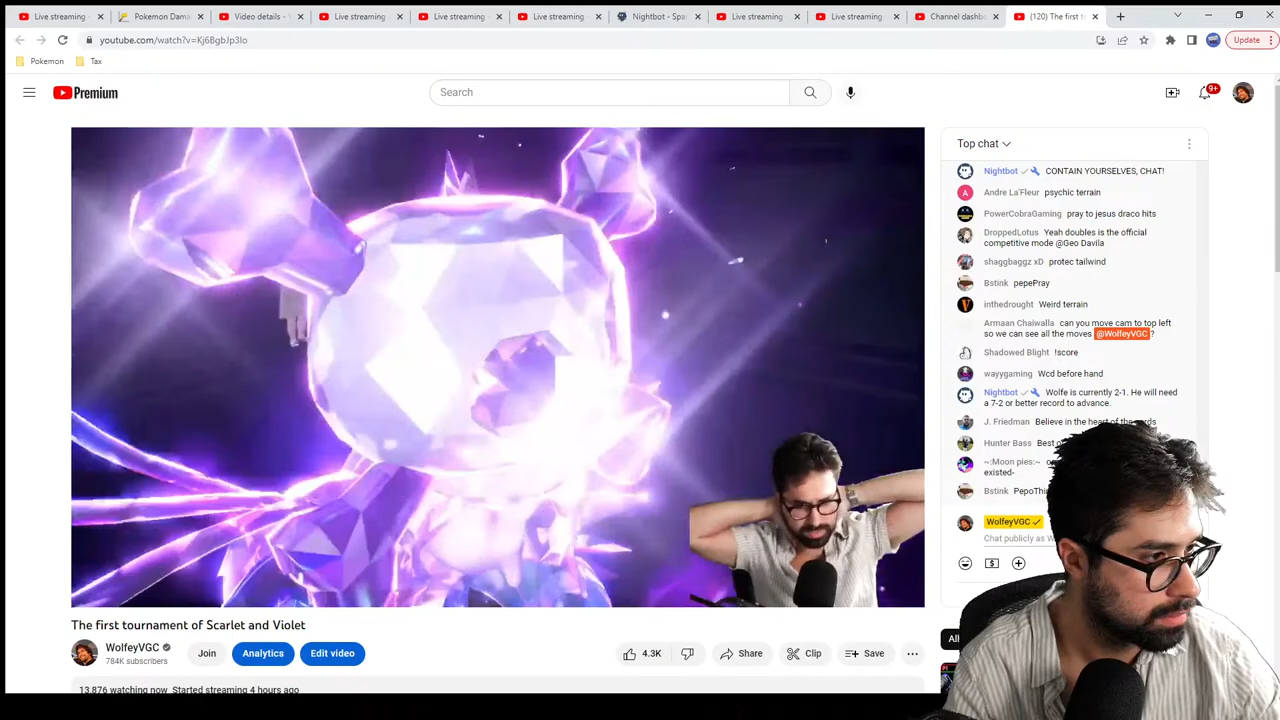 Live streaming
Pokemon Dama
Video details -
Live streaming
Live streaming
Live streaming
Nightbot - Spa
Live streaming
Live streaming
Channel dashbo
(120) The first t
youtube.com/watch?v=Kj6BgbJp3Io
Update
Pokemon
Tax
Premium
Search
9+
Top chat
Nightbot CONTAIN YOURSELVES, CHAT!
Andre La'Fleur psychic terrain
PowerCobraGaming pray to jesus draco hits
DroppedLotus Yeah doubles is the official
competitive mode @Geo Davila
shaggbaggz xD protec tailwind
Bstink pepePray
inthedrought Weird terrain
Armaan Chaiwalla can you move cam to top left
so we can see all the moves @WolfeyVGC ?
Shadowed Blight !score
wayygaming Wcd before hand
Nightbot Wolfe is currently 2-1. He will need
a 7-2 or better record to advance.
J. Friedman Believe in the heart of the
Hunter Bass Best
~:Moon pies:~
existed-
Bstink
WolfeyVGC
Chat publicly as
The first tournament of Scarlet and Violet
WolfeyVGC
784K subscribers
Join
Analytics
Edit video
4.3K
Share
Clip
Save
All
13,876 watching now Started streaming 4 hours ago